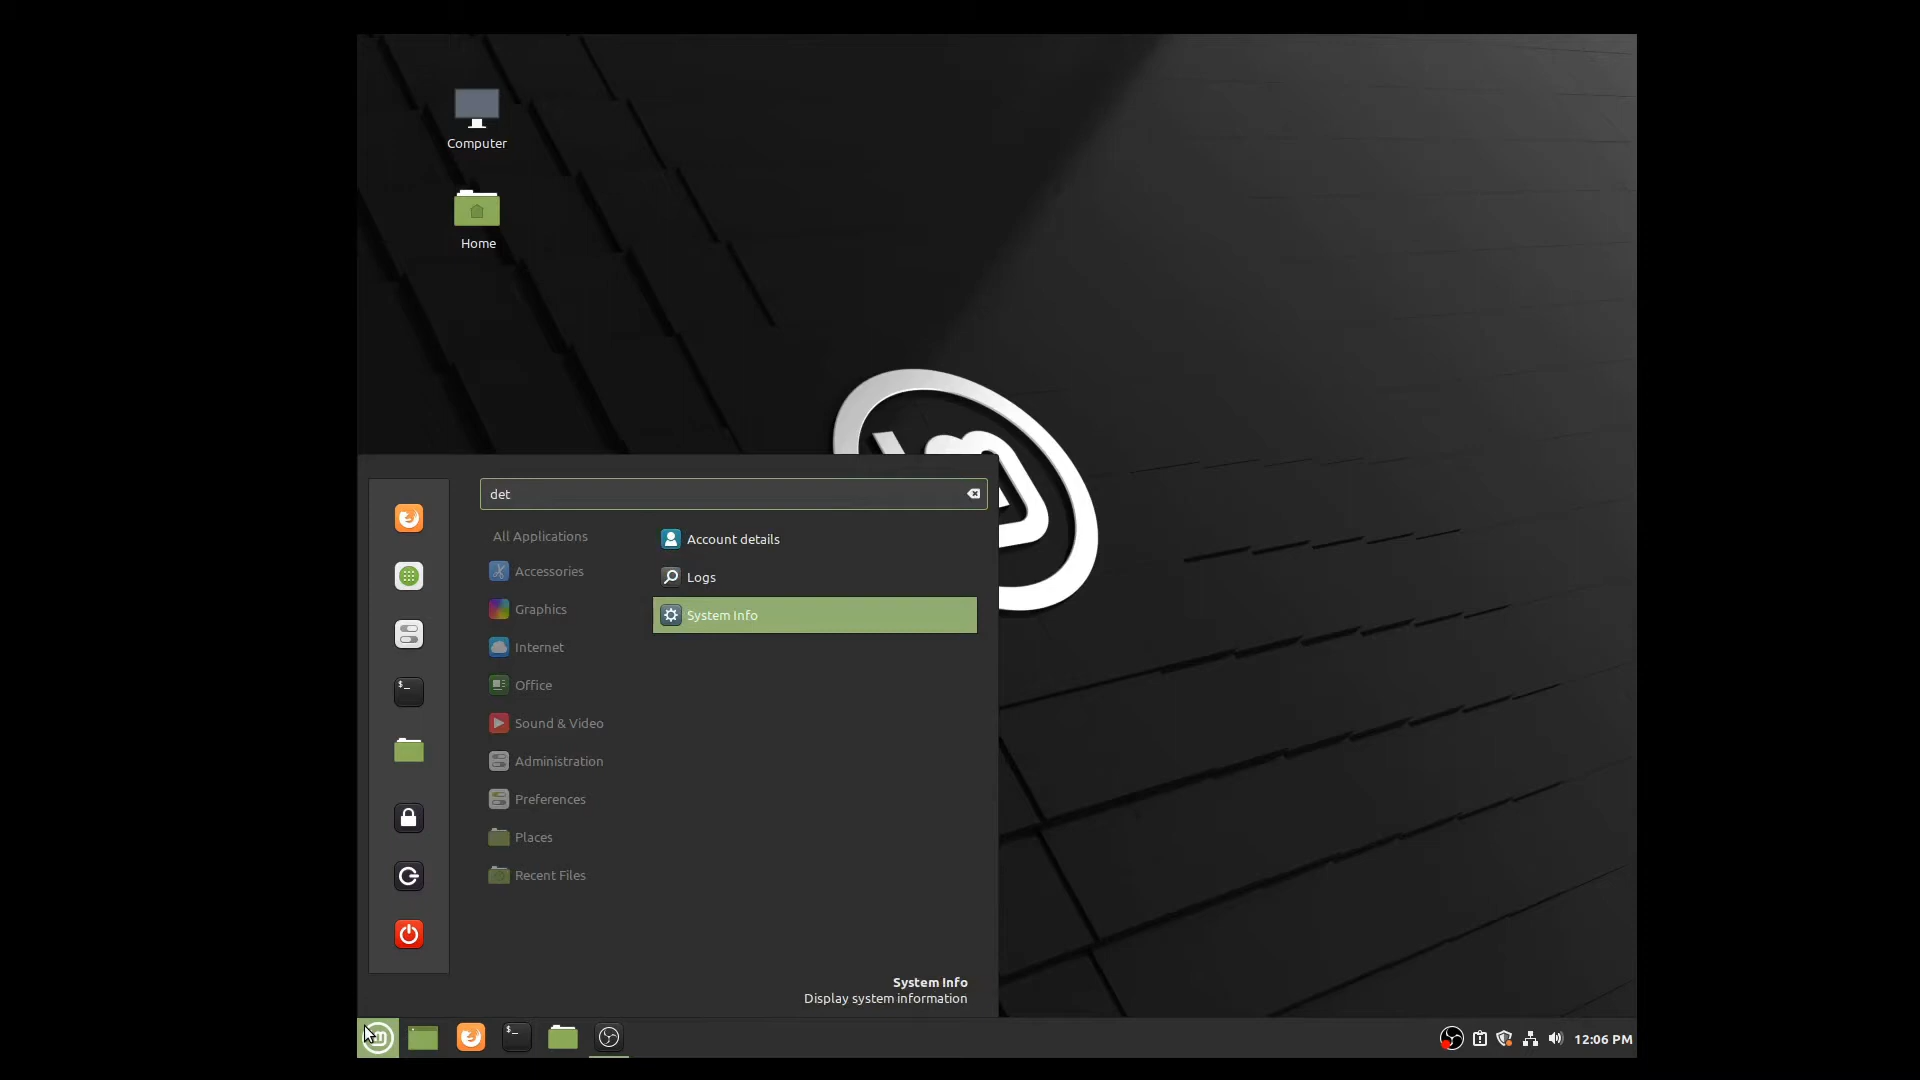 Computer
Home
det
All Applications
Accessories
Graphics
Internet
Office
Sound & Video
Administration
Preferences
Places
Recent Files
Account details
Logs
System Info
System Info
Display system information
12:06 PM